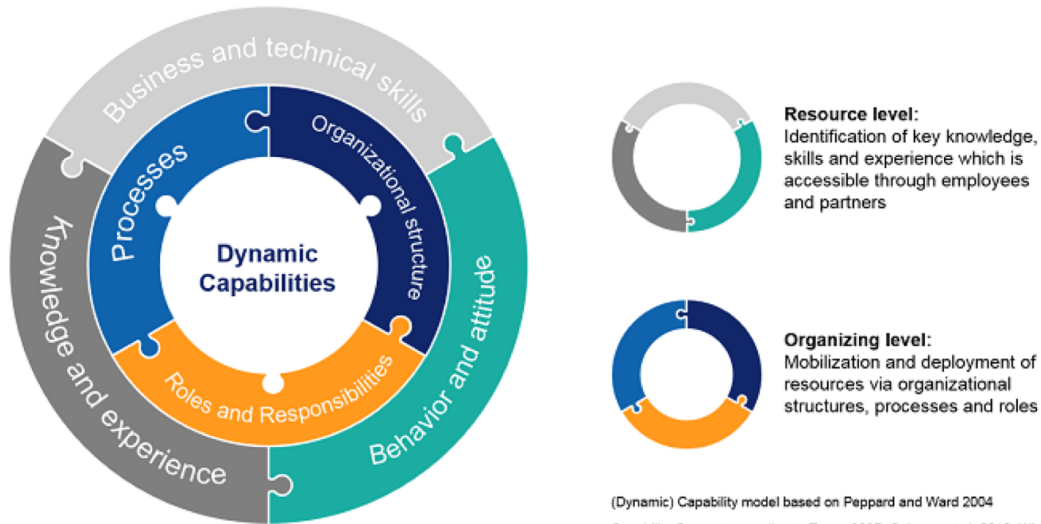 Business and technical skills
Processes
Organizational structure
Dynamic
Capabilities
Roles and Responsibilities
Knowledge and experience
Behavior and attitude
Resource level:
Identification of key knowledge,
skills and experience which is
accessible through employees
and partners
Organizing level:
Mobilization and deployment of
resources via organizational
structures, processes and roles
(Dynamic) Capability model based on Peppard and Ward 2004